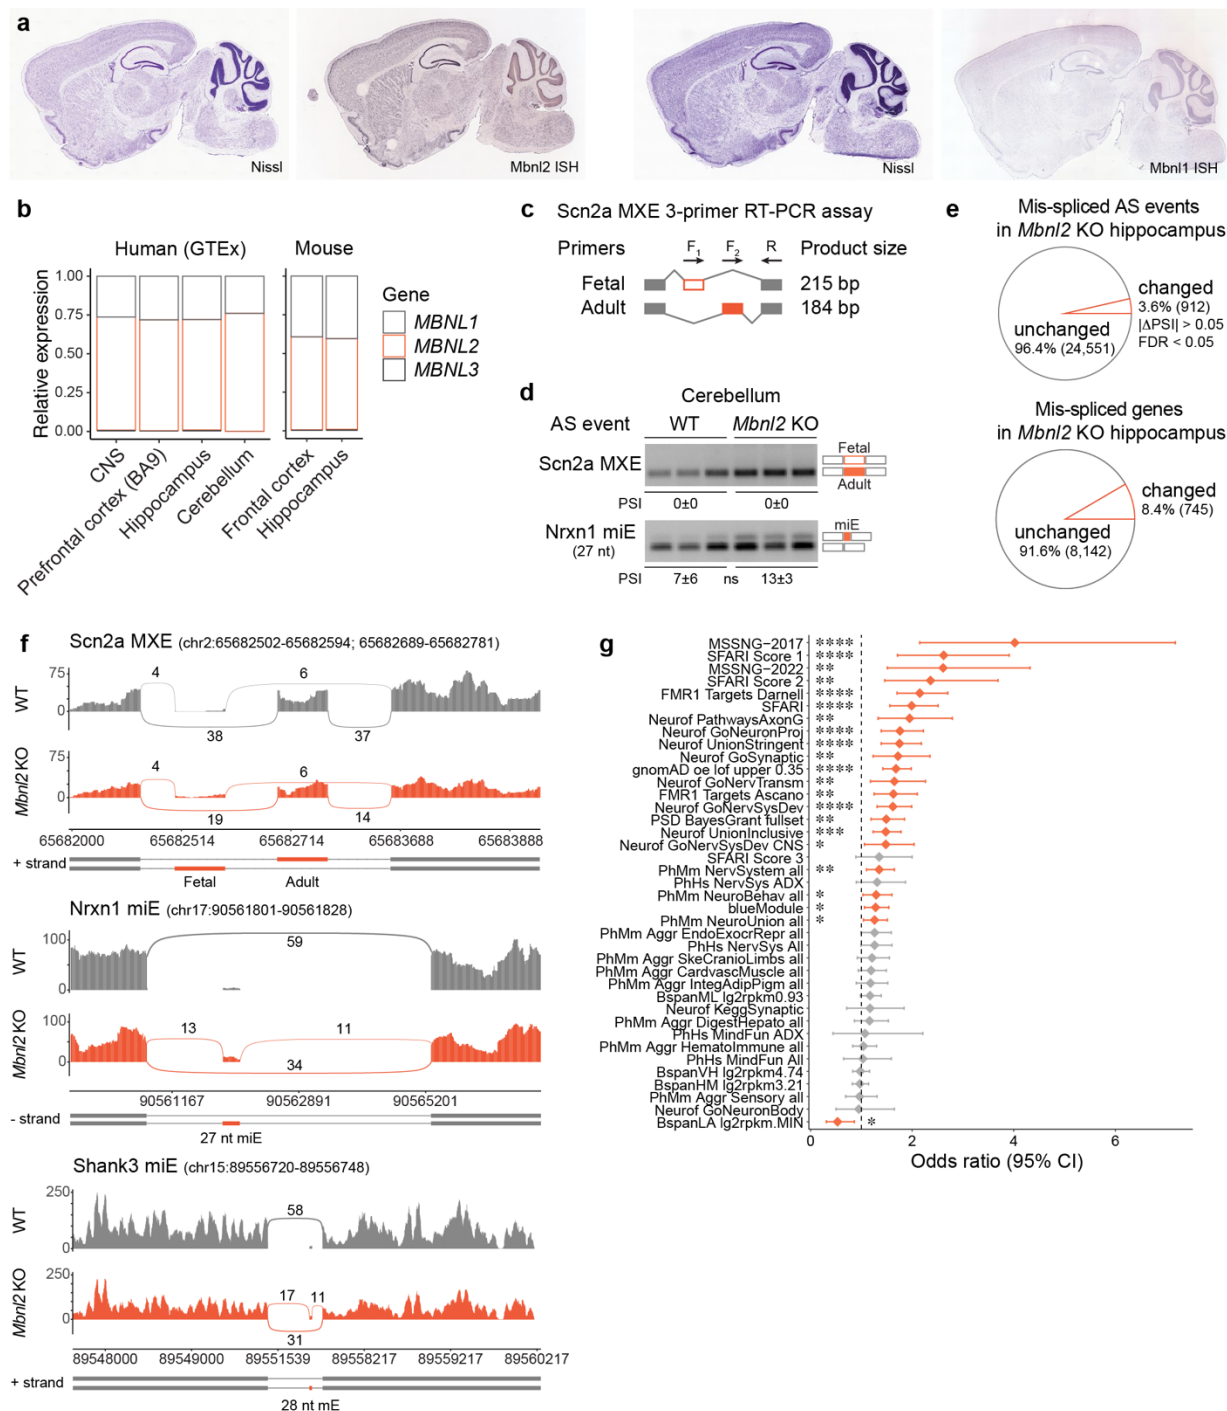 a
Nissl
Mbnl2 ISH
Nissl
Mbnl1 ISH
b
Human (GTEx)
Mouse
Relative expression
1.00
0.75
0.50
0.25
0.00
CNS
Prefrontal cortex (BA9)
Hippocampus
Cerebellum
Frontal cortex
Hippocampus
Gene
MBNL1
MBNL2
MBNL3
c Scn2a MXE 3-primer RT-PCR assay
Primers F1 F2 R Product size
Fetal 215 bp
Adult 184 bp
d
Cerebellum
AS event WT Mbnl2 KO
Scn2a MXE
Fetal
Adult
PSI 0±0 0±0
Nrxn1 miE
(27 nt)
miE
PSI 7±6 ns 13±3
e
Mis-spliced AS events
in Mbnl2 KO hippocampus
changed
3.6% (912)
|ΔPSI| > 0.05
FDR < 0.05
unchanged
96.4% (24,551)
Mis-spliced genes
in Mbnl2 KO hippocampus
changed
8.4% (745)
unchanged
91.6% (8,142)
f
Scn2a MXE (chr2:65682502-65682594; 65682689-65682781)
WT
75
0
4
6
38
37
Mbnl2 KO
75
0
4
6
19
14
65682000 65682514 65682714 65683688 65683888
+ strand
Fetal Adult
Nrxn1 miE (chr17:90561801-90561828)
WT
100
0
59
Mbnl2 KO
100
0
13
11
34
90561167 90562891 90565201
- strand
27 nt miE
Shank3 miE (chr15:89556720-89556748)
WT
250
0
58
Mbnl2 KO
250
0
17 11
31
89548000 89549000 89551539 89558217 89559217 89560217
+ strand
28 nt mE
g
MSSNG−2017 ****
SFARI Score 1 ****
MSSNG−2022 **
SFARI Score 2 **
FMR1 Targets Darnell ****
SFARI ****
Neurof PathwaysAxonG **
Neurof GoNeuronProj ****
Neurof UnionStringent ****
Neurof GoSynaptic **
gnomAD oe lof upper 0.35 ****
Neurof GoNervTransm **
FMR1 Targets Ascano **
Neurof GoNervSysDev ****
PSD BayesGrant fullset **
Neurof UnionInclusive ***
Neurof GoNervSysDev CNS *
SFARI Score 3
PhMm NervSystem all **
PhHs NervSys ADX
PhMm NeuroBehav all *
blueModule *
PhMm NeuroUnion all *
PhMm Aggr EndoExocrRepr all
PhHs NervSys All
PhMm Aggr SkeCranioLimbs all
PhMm Aggr CardvascMuscle all
PhMm Aggr IntegAdipPigm all
BspanML lg2rpkm0.93
Neurof KeggSynaptic
PhMm Aggr DigestHepato all
PhHs MindFun ADX
PhMm Aggr HematoImmune all
PhHs MindFun All
BspanVH lg2rpkm4.74
BspanHM lg2rpkm3.21
PhMm Aggr Sensory all
Neurof GoNeuronBody
BspanLA lg2rpkm.MIN *
0 2 4 6
Odds ratio (95% CI)